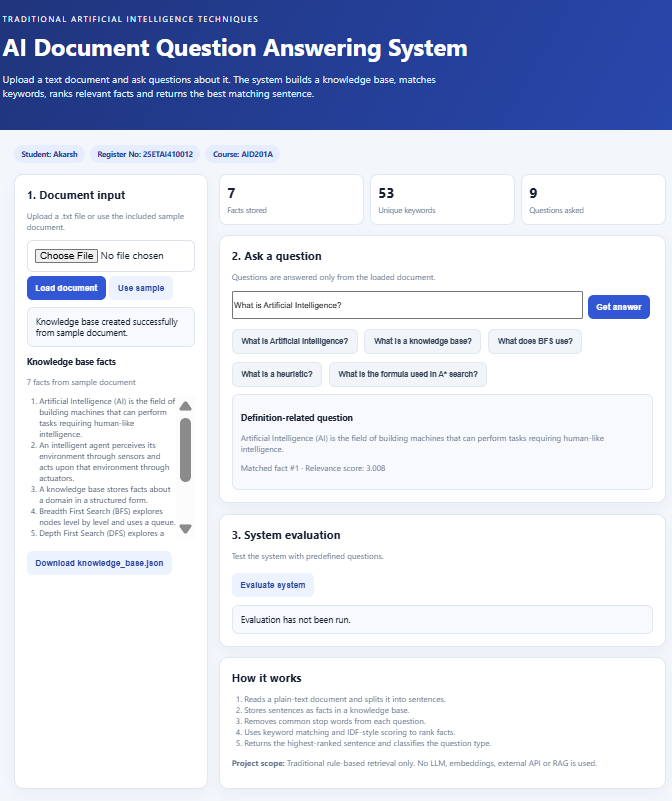 TRADITIONAL ARTIFICIAL INTELLIGENCE TECHNIQUES
AI Document Question Answering System
Upload a text document and ask questions about it. The system builds a knowledge base, matches
keywords, ranks relevant facts and returns the best matching sentence.
Student: Akarsh
Register No: 25ETAI410012
Course: AID201A
1. Document input
Upload a .txt file or use the included sample
document.
Choose File No file chosen
Load document
Use sample
Knowledge base created successfully
from sample document.
Knowledge base facts
7 facts from sample document
1. Artificial Intelligence (AI) is the field of
building machines that can perform
tasks requiring human-like
intelligence.
2. An intelligent agent perceives its
environment through sensors and
acts upon that environment through
actuators.
3. A knowledge base stores facts about
a domain in a structured form.
4. Breadth First Search (BFS) explores
nodes level by level and uses a queue.
5. Depth First Search (DFS) explores a
Download knowledge_base.json
7
Facts stored
53
Unique keywords
9
Questions asked
2. Ask a question
Questions are answered only from the loaded document.
What is Artificial Intelligence?
Get answer
What is Artificial Intelligence?
What is a knowledge base?
What does BFS use?
What is a heuristic?
What is the formula used in A* search?
Definition-related question
Artificial Intelligence (AI) is the field of building machines that can perform tasks requiring human-like
intelligence.
Matched fact #1 · Relevance score: 3.008
3. System evaluation
Test the system with predefined questions.
Evaluate system
Evaluation has not been run.
How it works
1. Reads a plain-text document and splits it into sentences.
2. Stores sentences as facts in a knowledge base.
3. Removes common stop words from each question.
4. Uses keyword matching and IDF-style scoring to rank facts.
5. Returns the highest-ranked sentence and classifies the question type.
Project scope: Traditional rule-based retrieval only. No LLM, embeddings, external API or RAG is used.